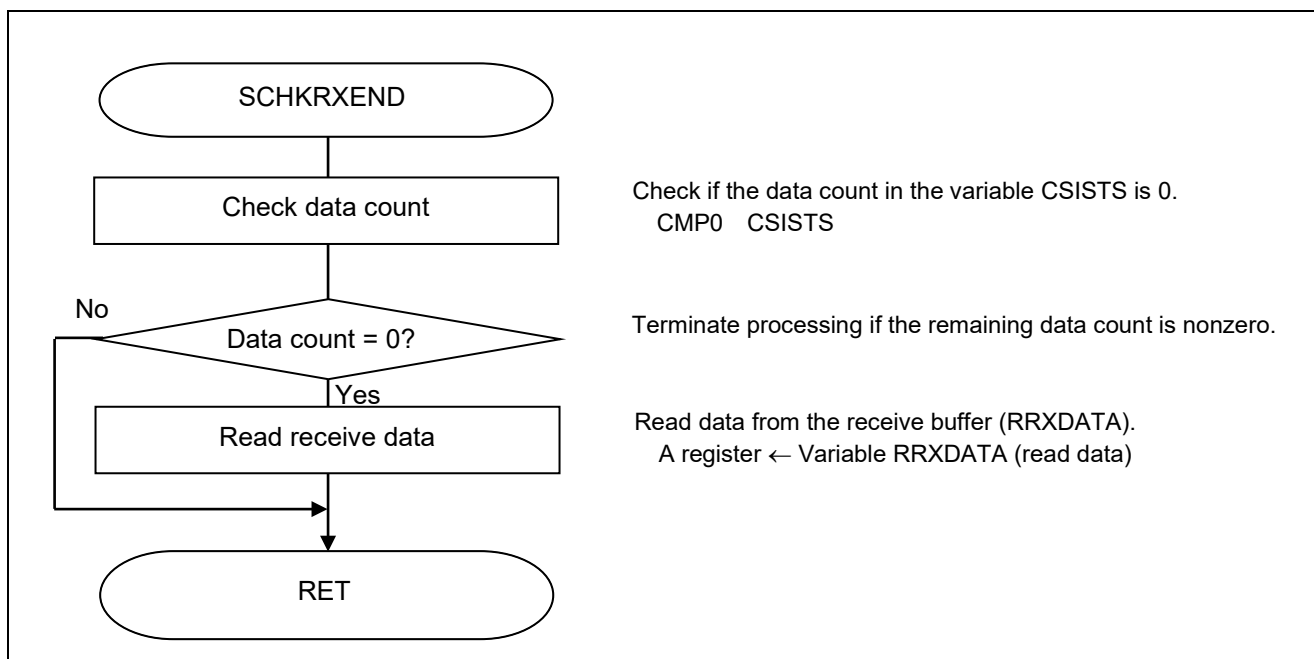 SCHKRXEND
Check data count
Check if the data count in the variable CSISTS is 0.
CMP0 CSISTS
No
Data count = 0?
Terminate processing if the remaining data count is nonzero.
Yes
Read receive data
Read data from the receive buffer (RRXDATA).
A register ← Variable RRXDATA (read data)
RET